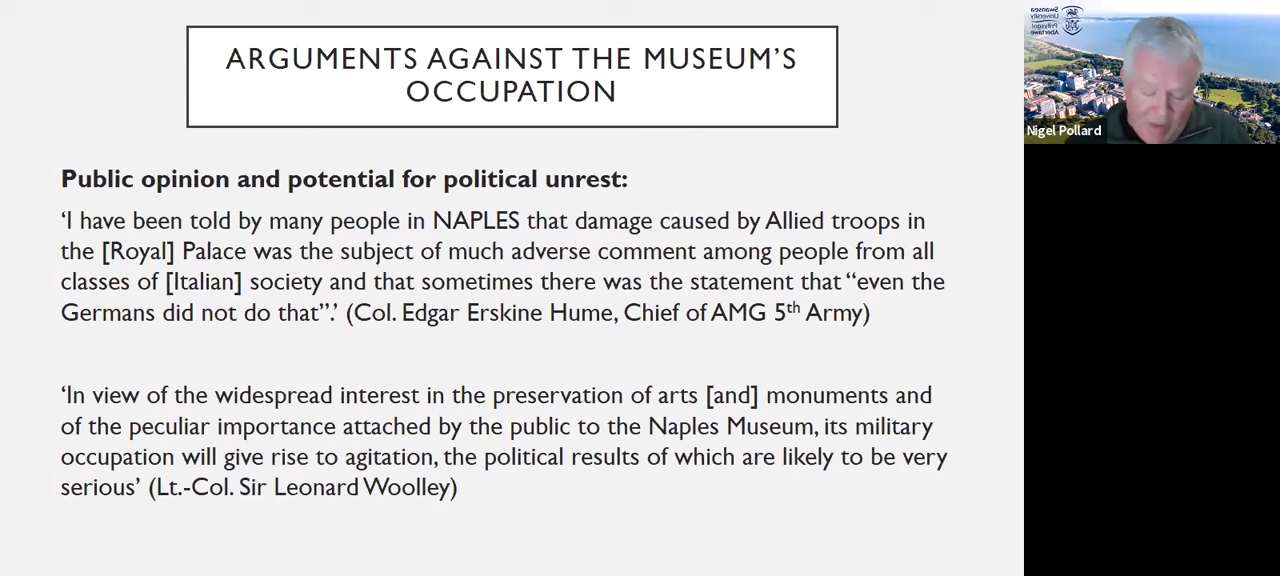 ARGUMENTS AGAINST THE MUSEUM’S
OCCUPATION
Public opinion and potential for political unrest:
‘I have been told by many people in NAPLES that damage caused by Allied troops in
the [Royal] Palace was the subject of much adverse comment among people from all
classes of [Italian] society and that sometimes there was the statement that “even the
Germans did not do that”.’ (Col. Edgar Erskine Hume, Chief of AMG 5th Army)
‘In view of the widespread interest in the preservation of arts [and] monuments and
of the peculiar importance attached by the public to the Naples Museum, its military
occupation will give rise to agitation, the political results of which are likely to be very
serious’ (Lt.-Col. Sir Leonard Woolley)
Swansea
University
Prifysgol
Abertawe
Nigel Pollard